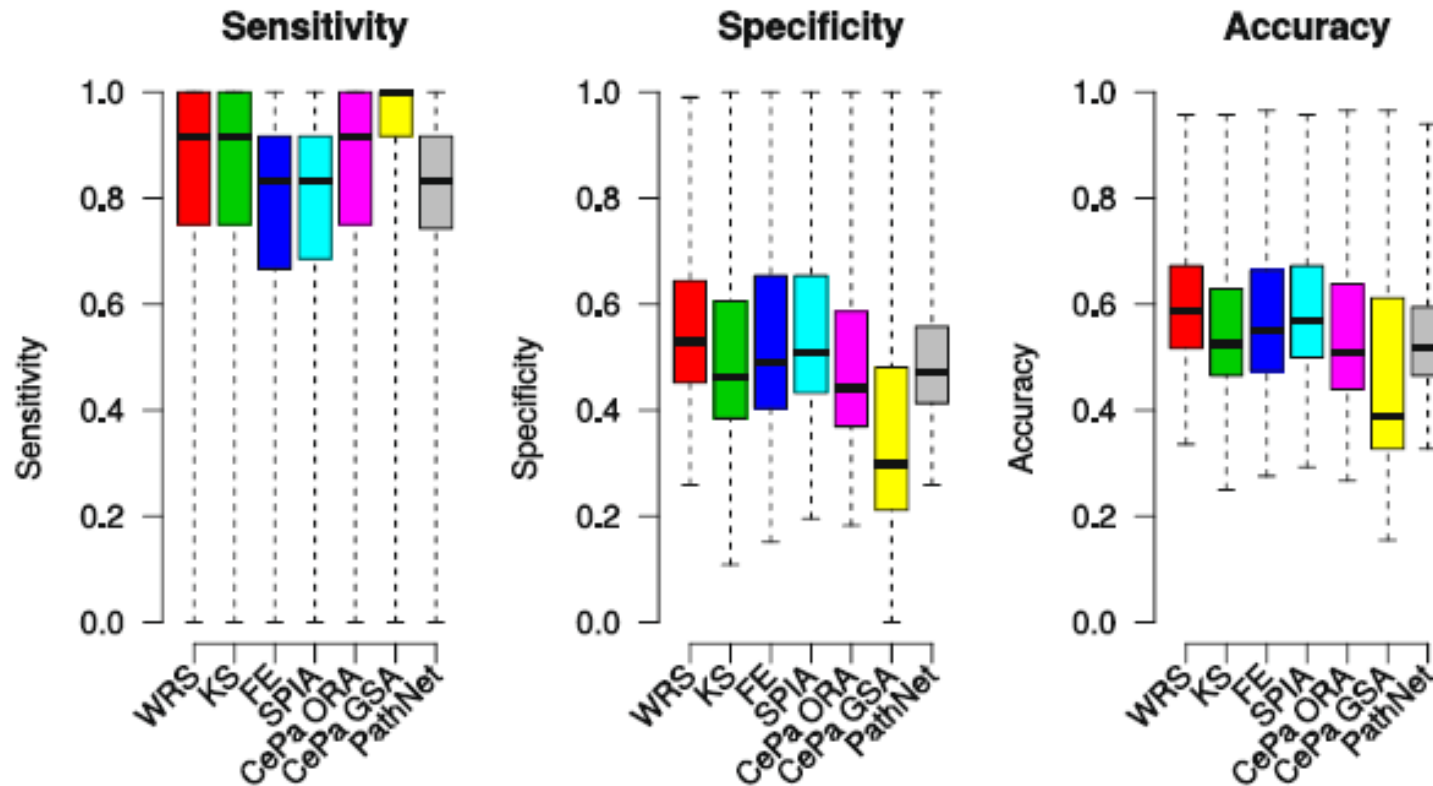 Sensitivity
Specificity
Accuracy
1.0
0.8
0.6
0.4
0.2
0.0
Sensitivity
WRS
KS
FE
SPIA
CePa ORA
CePa GSA
PathNet
1.0
0.8
0.6
0.4
0.2
0.0
Specificity
WRS
KS
FE
SPIA
CePa ORA
CePa GSA
PathNet
1.0
0.8
0.6
0.4
0.2
0.0
Accuracy
WRS
KS
FE
SPIA
CePa ORA
CePa GSA
PathNet